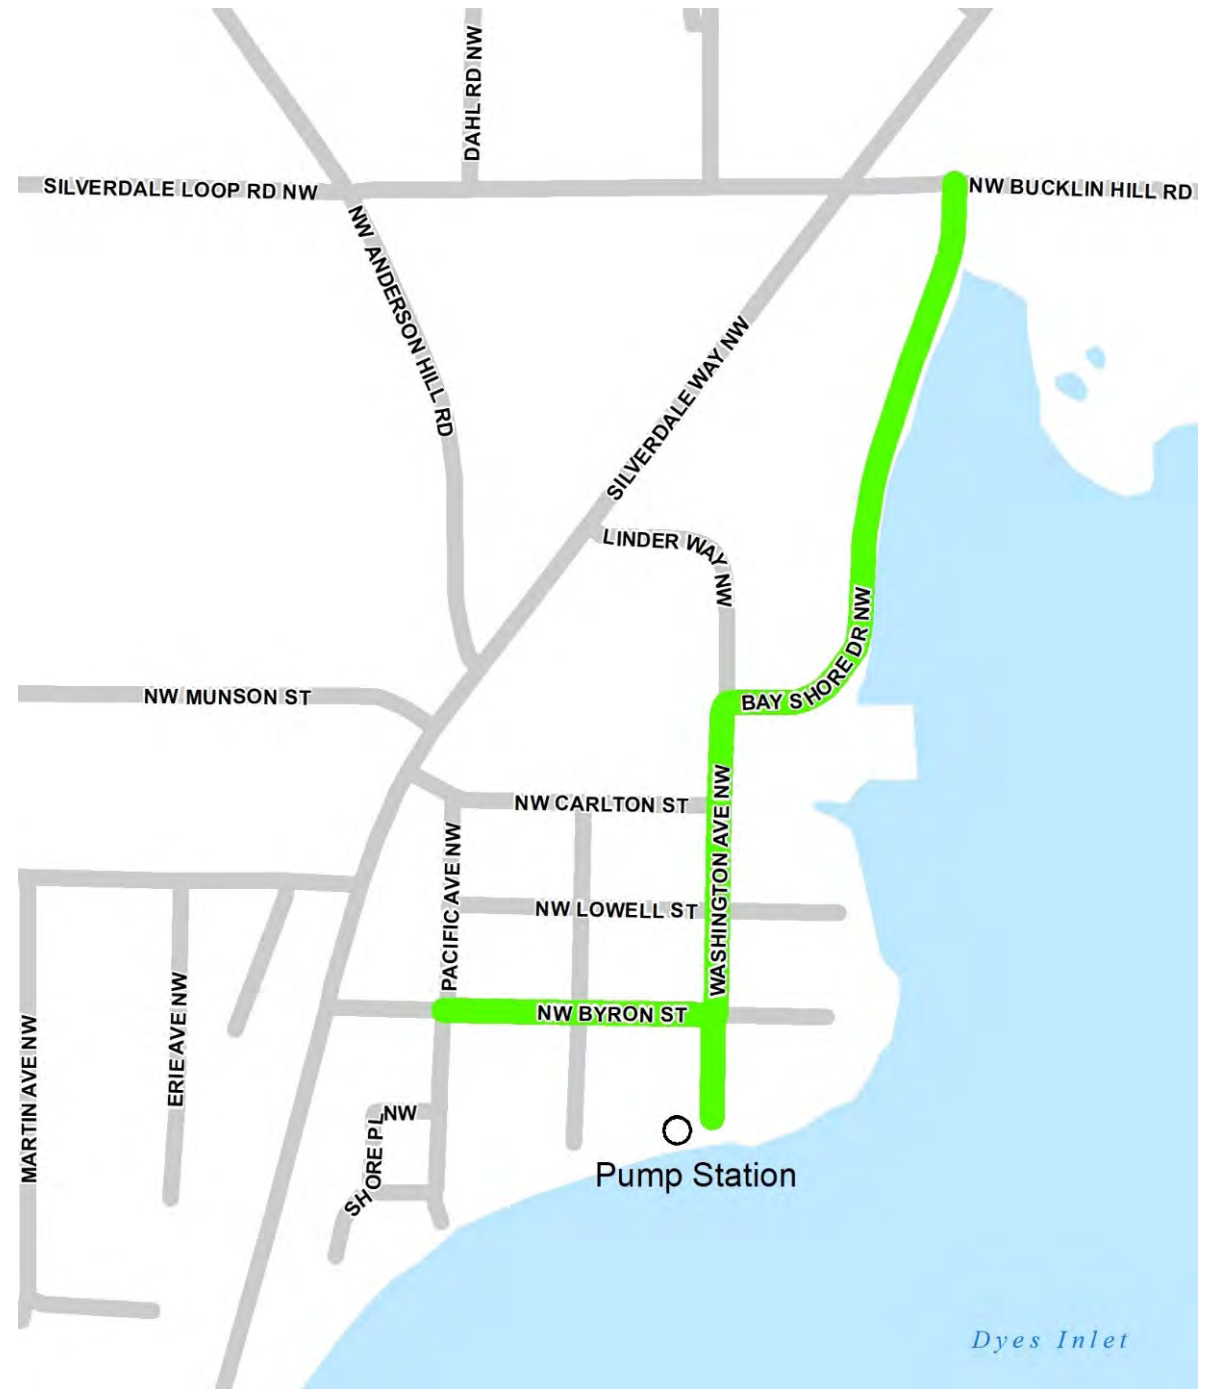 DAHL RD NW
SILVERDALE LOOP RD NW
NW BUCKLIN HILL RD
NW ANDERSON HILL RD
SILVERDALE WAY NW
LINDER WAY NW
BAY SHORE DR NW
NW MUNSON ST
NW CARLTON ST
WASHINGTON AVE NW
PACIFIC AVE NW
NW LOWELL ST
NW BYRON ST
MARTIN AVE NW
ERIE AVE NW
SHORE PL NW
Pump Station
Dyes Inlet